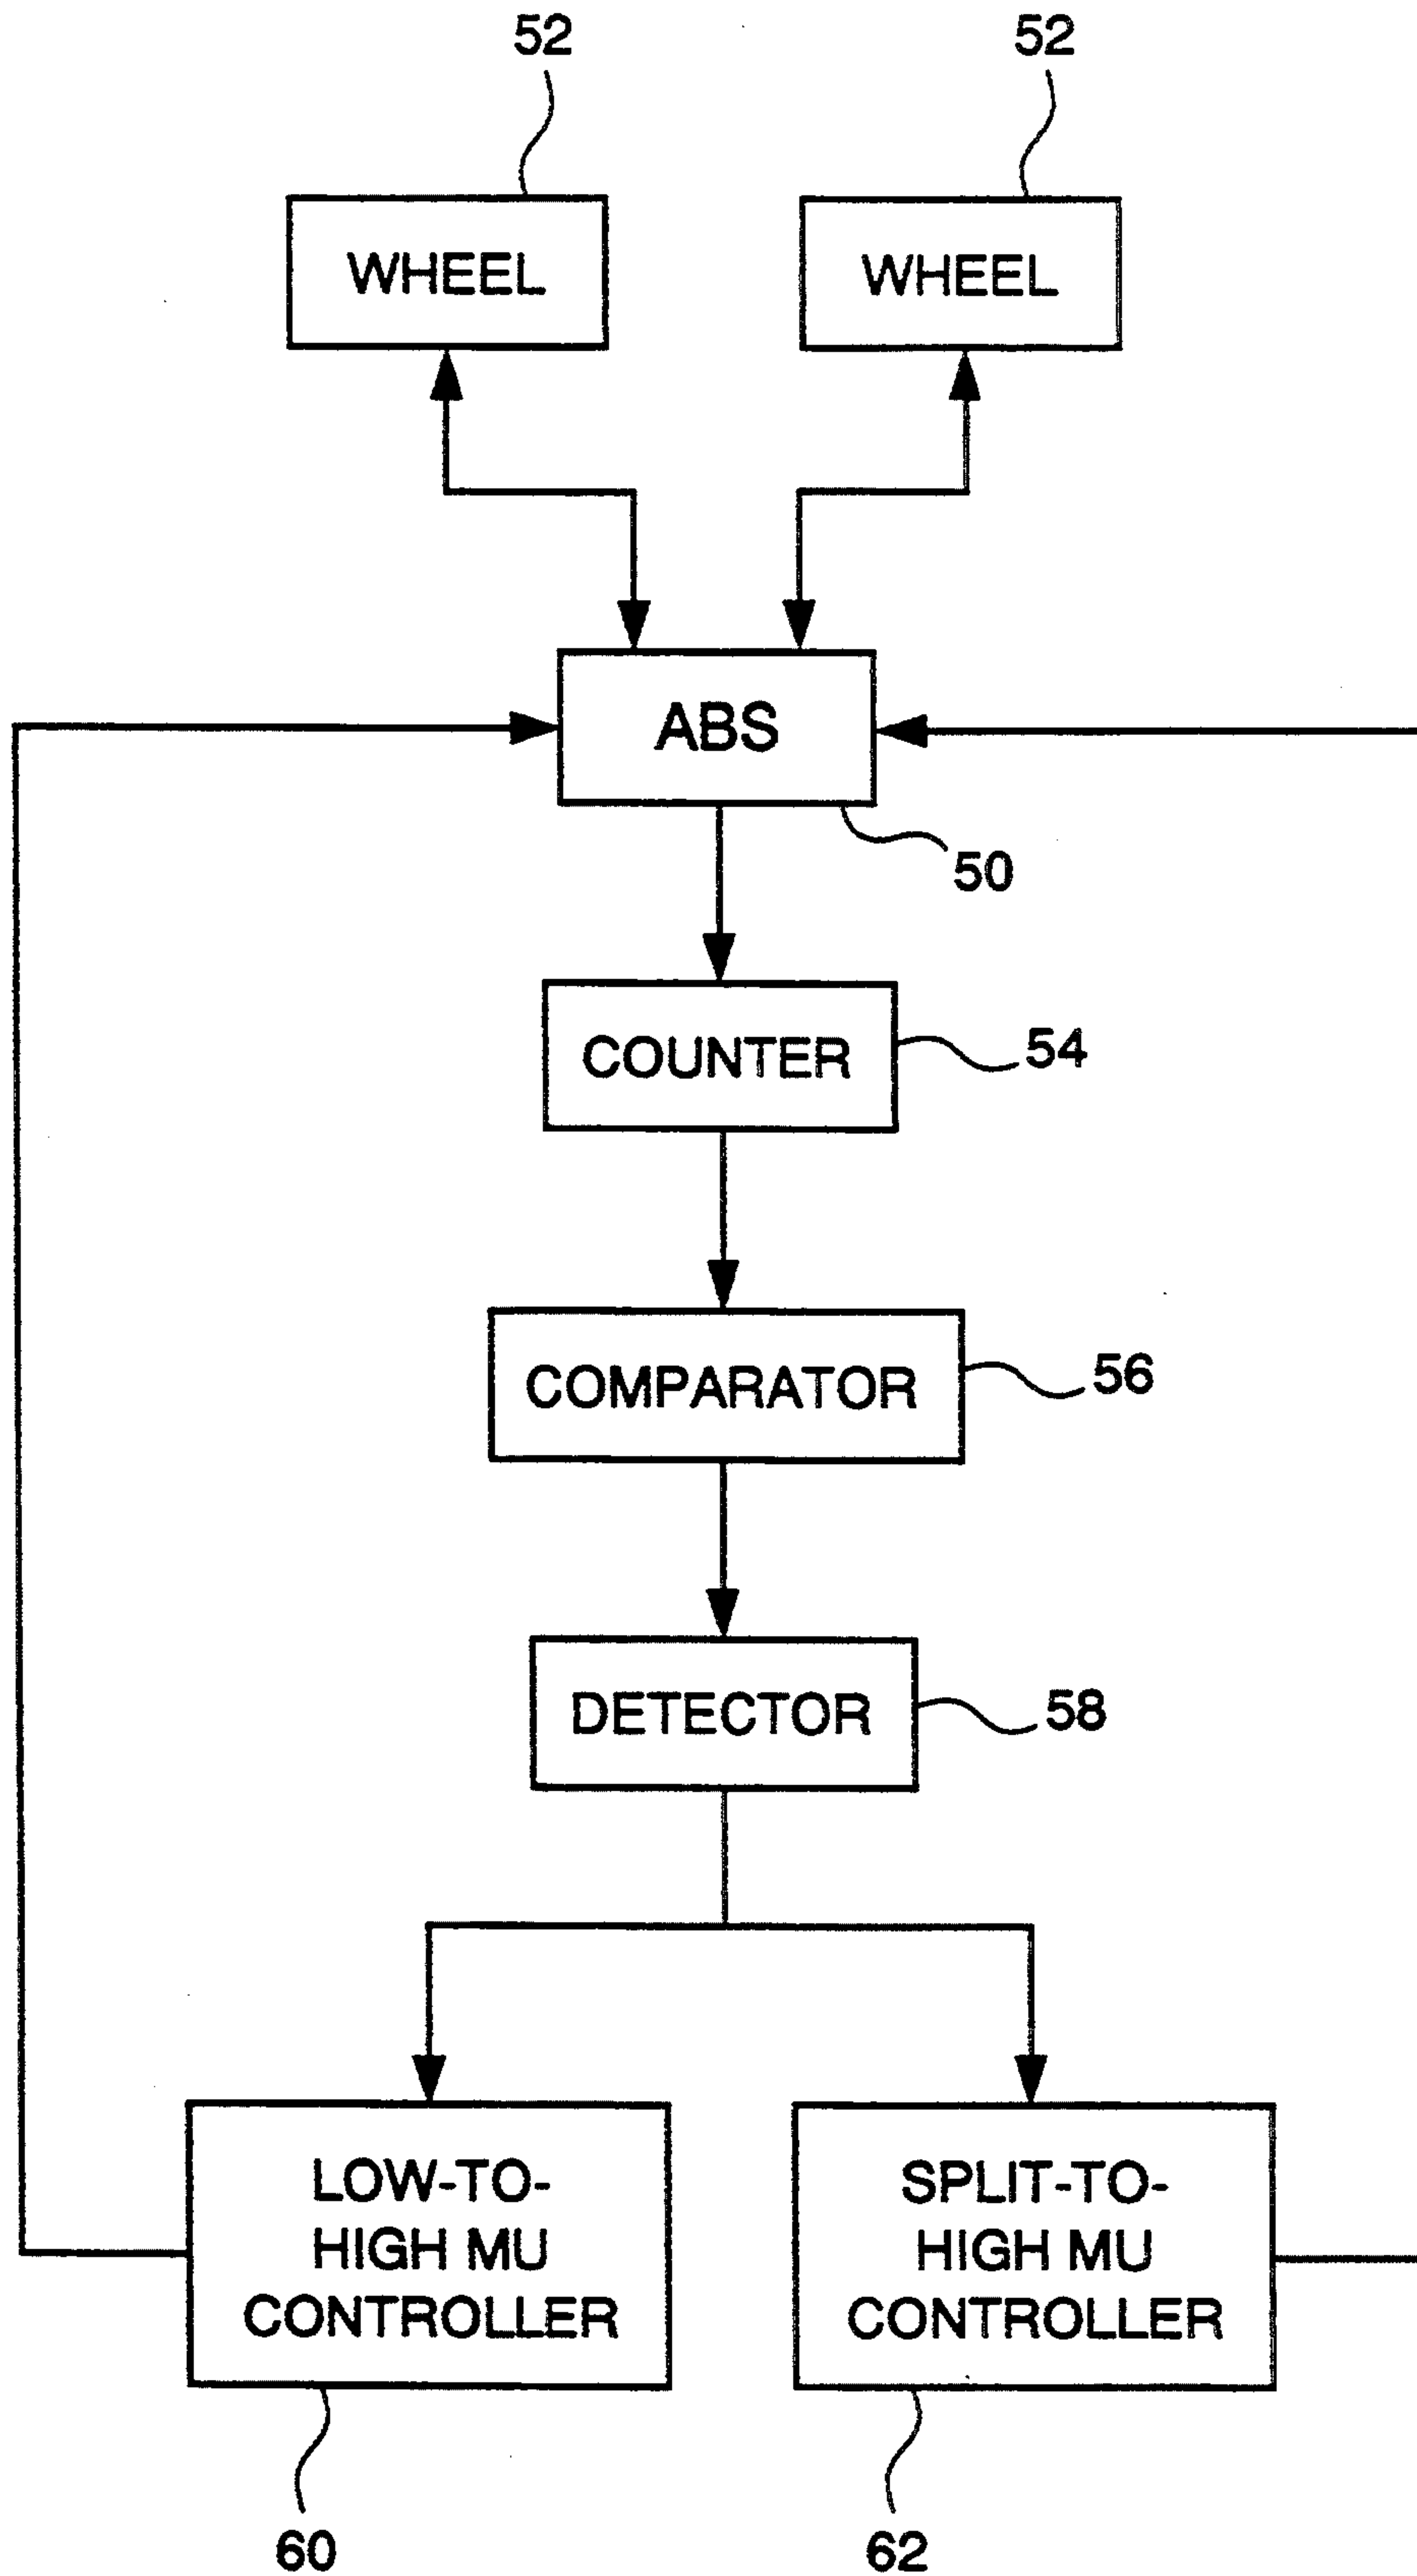 52
52
WHEEL
WHEEL
ABS
50
COUNTER
54
COMPARATOR
56
DETECTOR
58
LOW-TO-
HIGH MU
CONTROLLER
SPLIT-TO-
HIGH MU
CONTROLLER
60
62